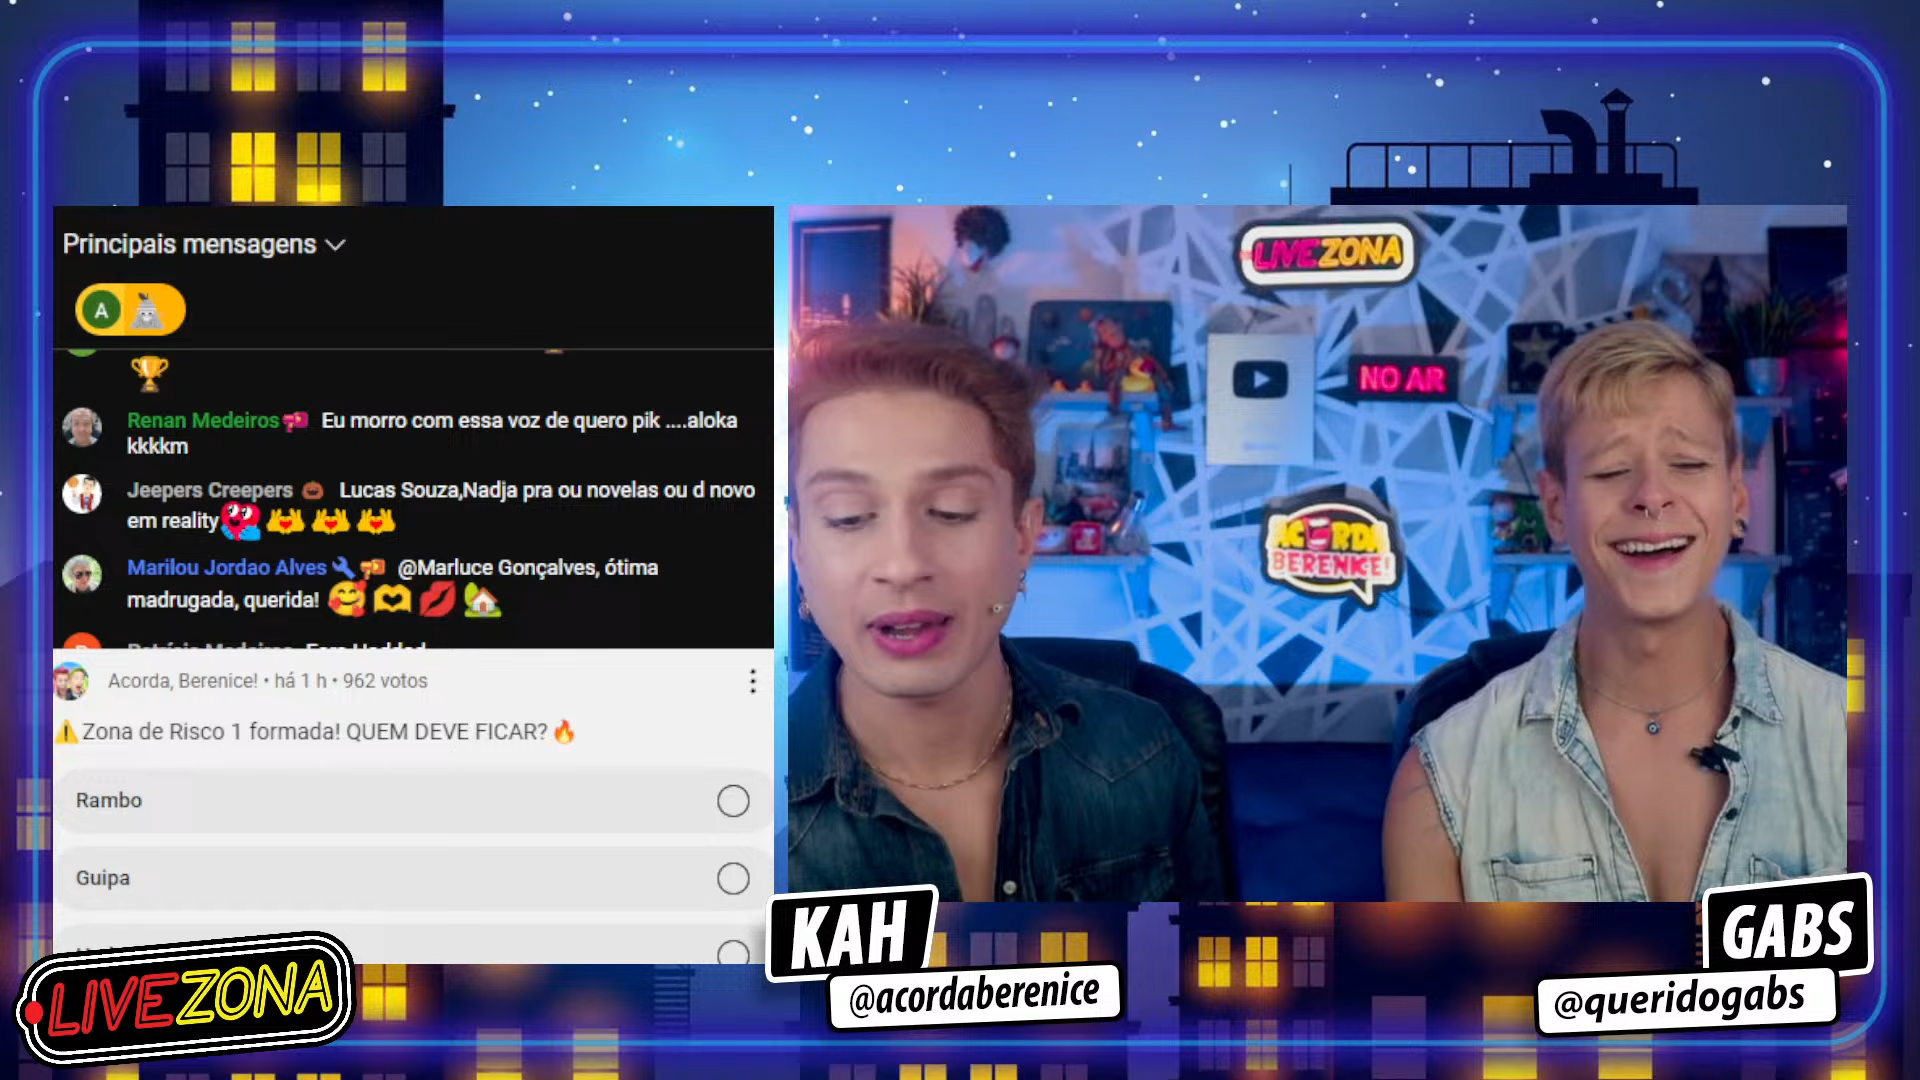 Principais mensagens
A
Renan Medeiros Eu morro com essa voz de quero pik ....aloka
kkkkm
Jeepers Creepers Lucas Souza,Nadja pra ou novelas ou d novo
em reality
Marilou Jordao Alves @Marluce Gonçalves, ótima
madrugada, querida!
Acorda, Berenice! • há 1 h • 962 votos
Zona de Risco 1 formada! QUEM DEVE FICAR?
Rambo
Guipa
LIVEZONA
LIVEZONA
NO AR
ACORDA
BERENICE!
KAH
@acordaberenice
GABS
@queridogabs